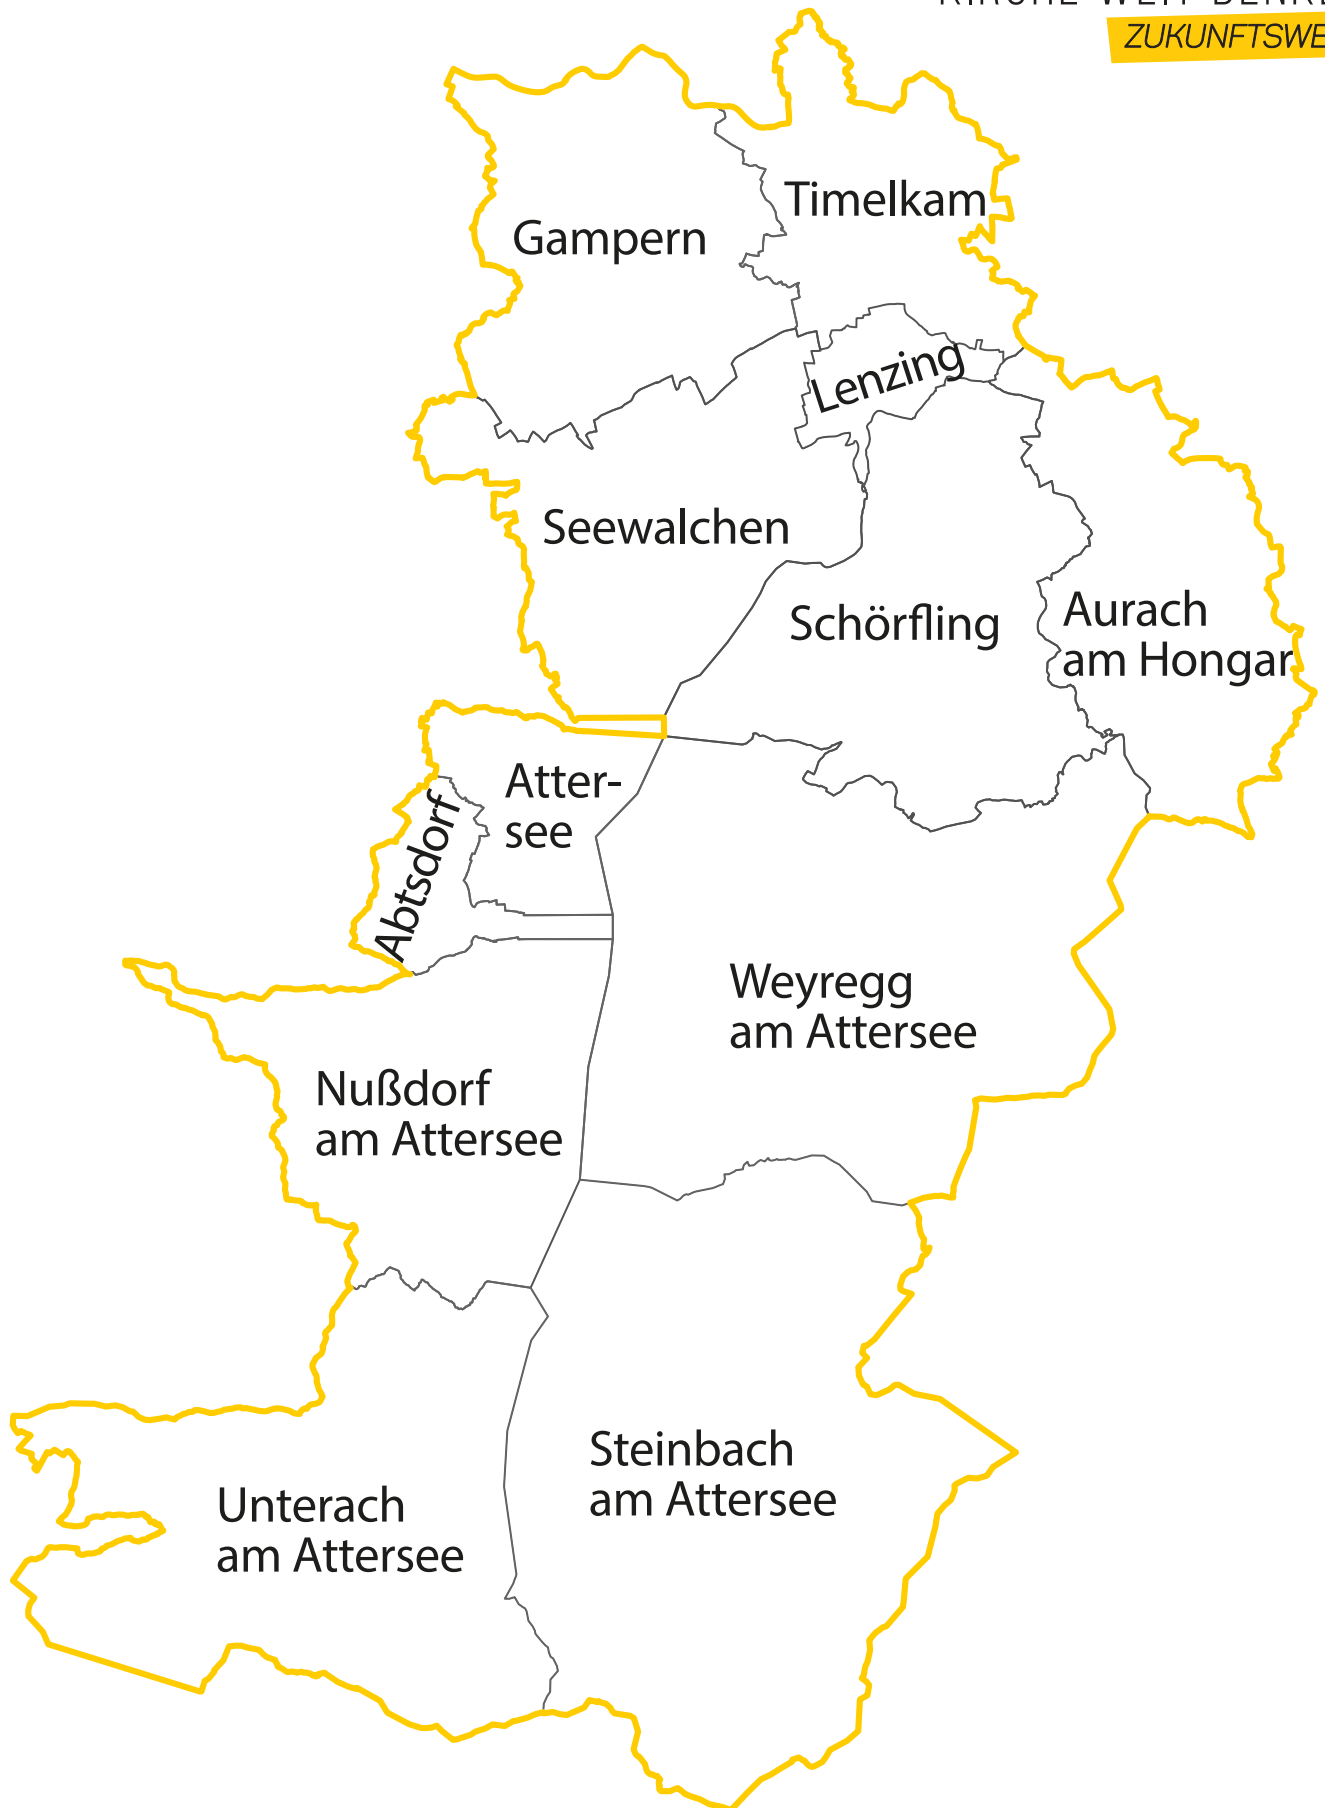 ZUKUNFTSWE
Timelkam
Gampern
Lenzing
Seewalchen
Schörfling
Aurach
am Hongar
Atter-
see
Abtsdorf
Weyregg
am Attersee
Nußdorf
am Attersee
Steinbach
am Attersee
Unterach
am Attersee